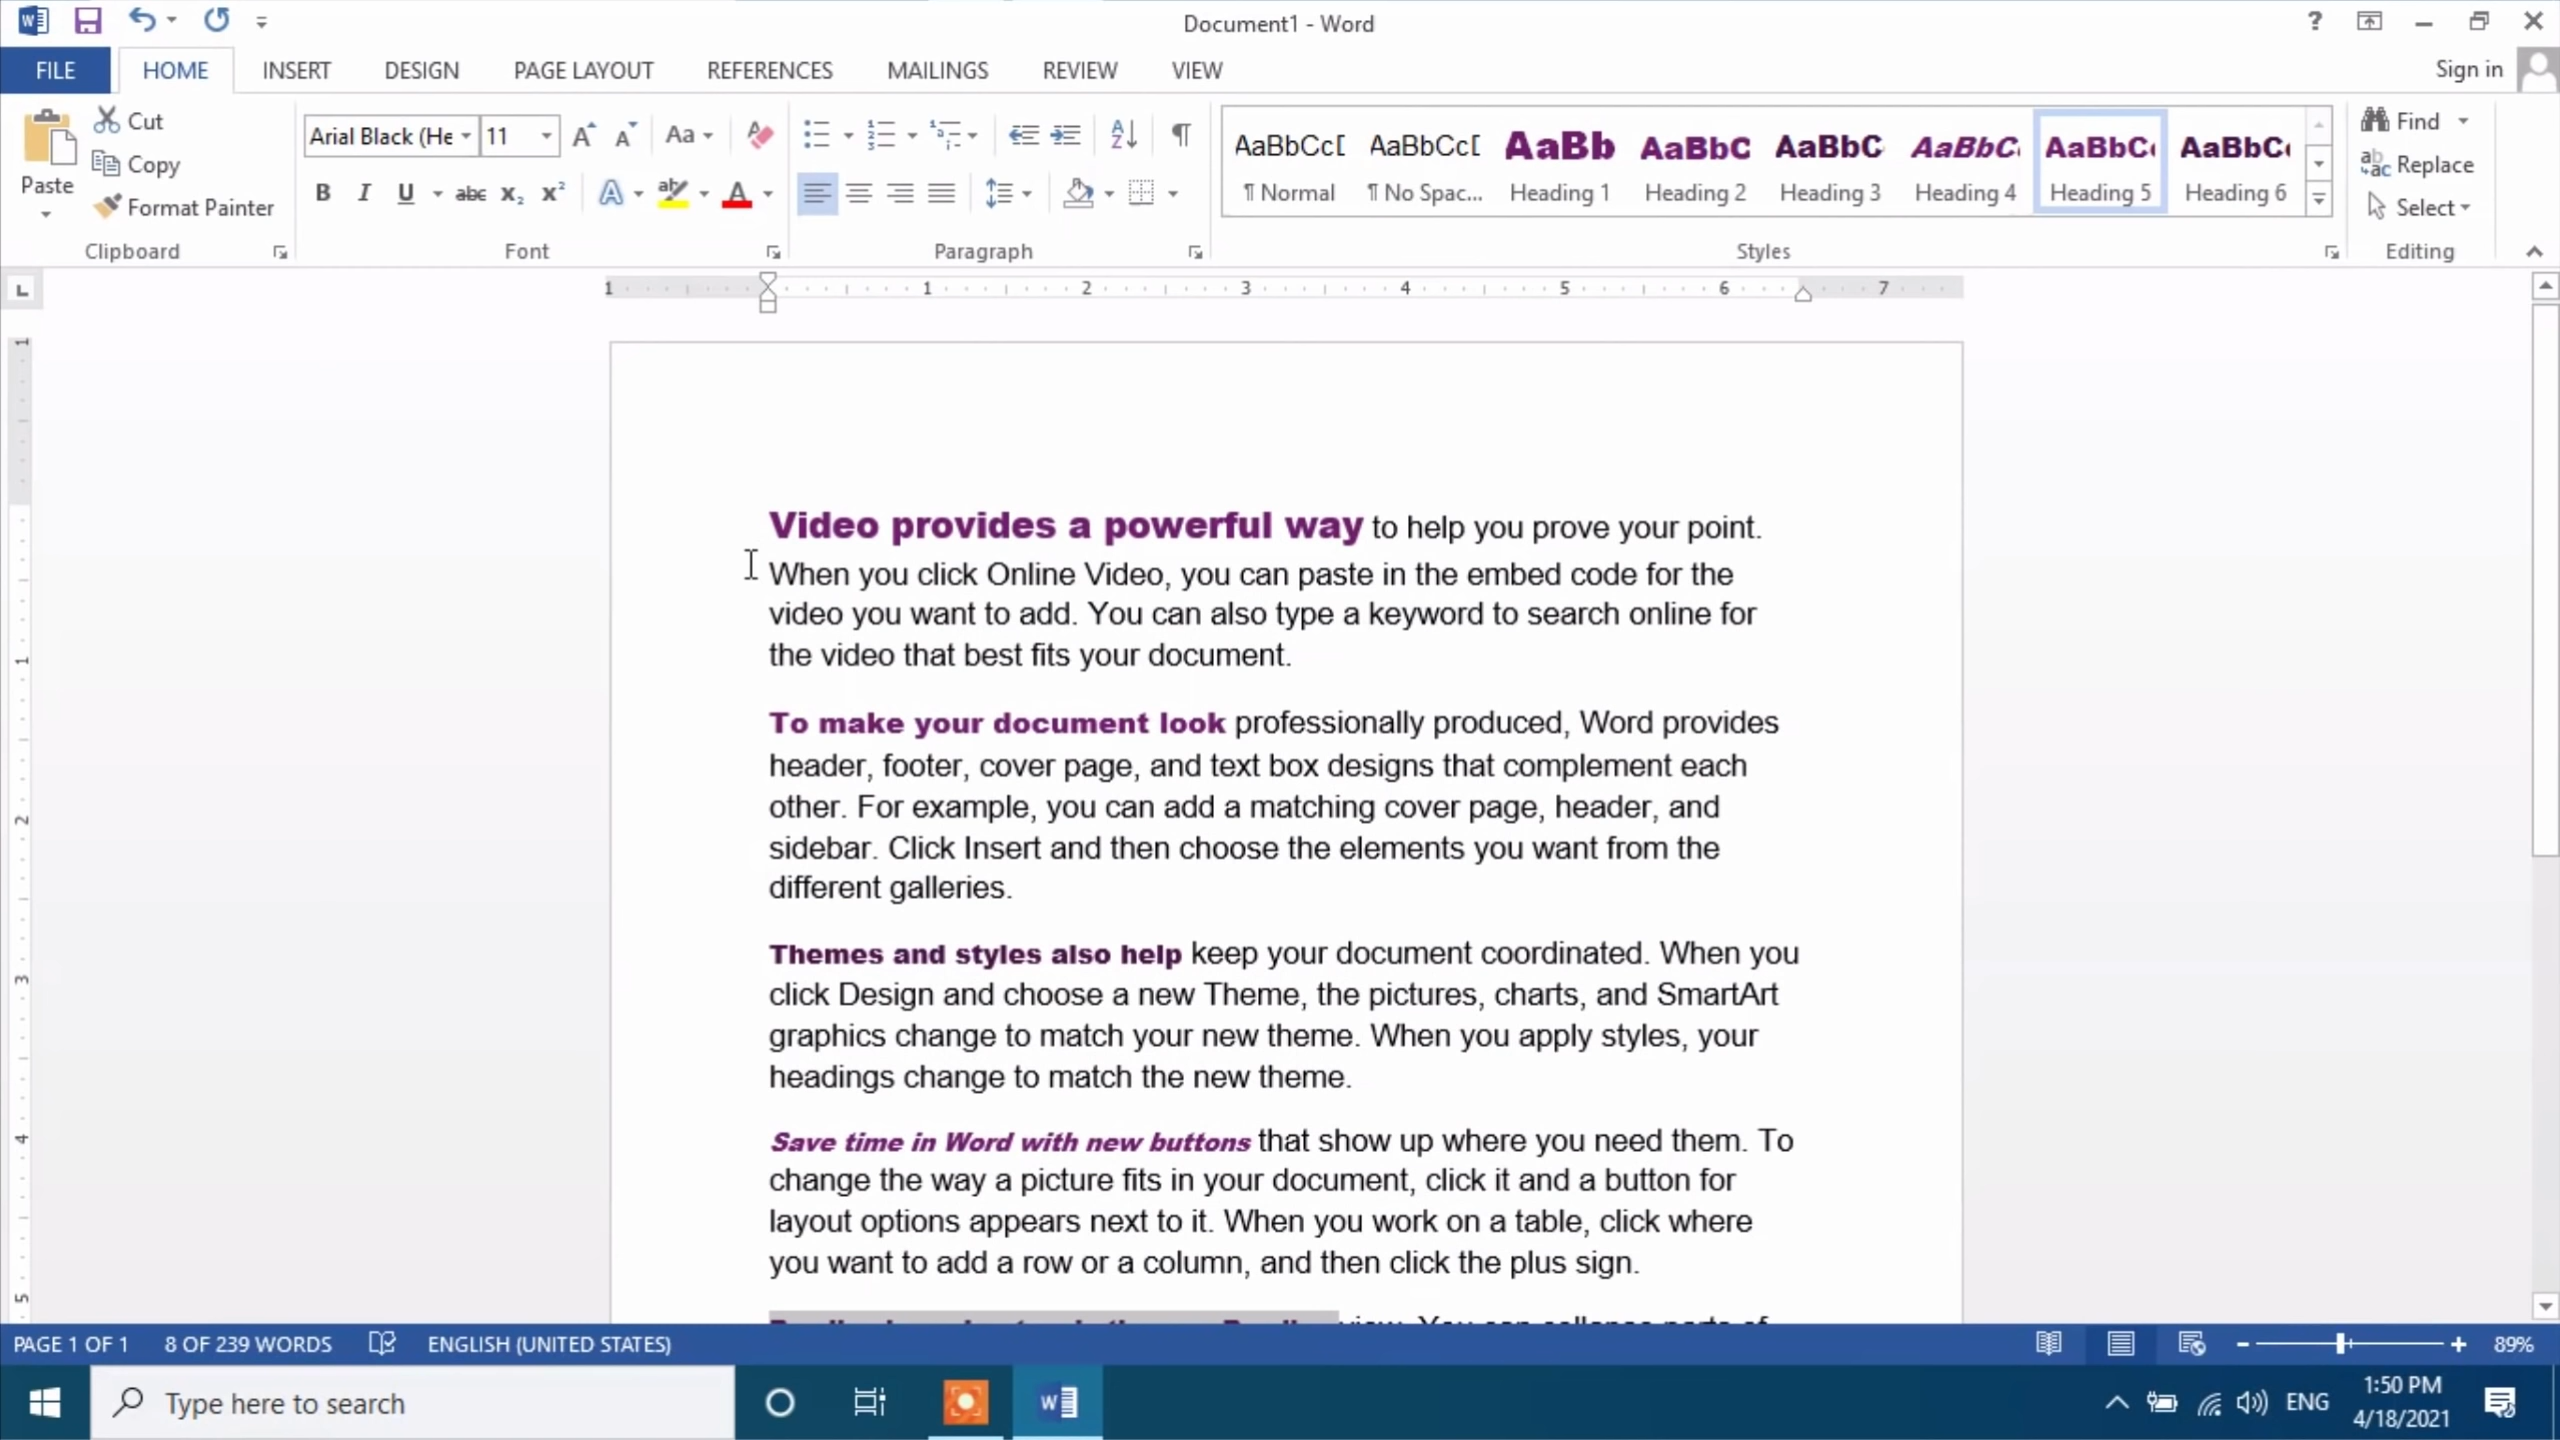 Document1 - Word
FILE HOME INSERT DESIGN PAGE LAYOUT REFERENCES MAILINGS REVIEW VIEW Sign in
Paste
Cut
Copy
Format Painter
Clipboard
Arial Black (He 11
Font
Paragraph
AaBbCcD AaBbCcD AaBb AaBbC AaBbC AaBbC AaBbC AaBbC
¶ Normal ¶ No Spac... Heading 1 Heading 2 Heading 3 Heading 4 Heading 5 Heading 6
Styles
Find
Replace
Select
Editing
1 1 2 3 4 5 6 7
Video provides a powerful way to help you prove your point.
When you click Online Video, you can paste in the embed code for the
video you want to add. You can also type a keyword to search online for
the video that best fits your document.
To make your document look professionally produced, Word provides
header, footer, cover page, and text box designs that complement each
other. For example, you can add a matching cover page, header, and
sidebar. Click Insert and then choose the elements you want from the
different galleries.
Themes and styles also help keep your document coordinated. When you
click Design and choose a new Theme, the pictures, charts, and SmartArt
graphics change to match your new theme. When you apply styles, your
headings change to match the new theme.
Save time in Word with new buttons that show up where you need them. To
change the way a picture fits in your document, click it and a button for
layout options appears next to it. When you work on a table, click where
you want to add a row or a column, and then click the plus sign.
PAGE 1 OF 1 8 OF 239 WORDS ENGLISH (UNITED STATES) 89%
Type here to search
ENG
1:50 PM
4/18/2021